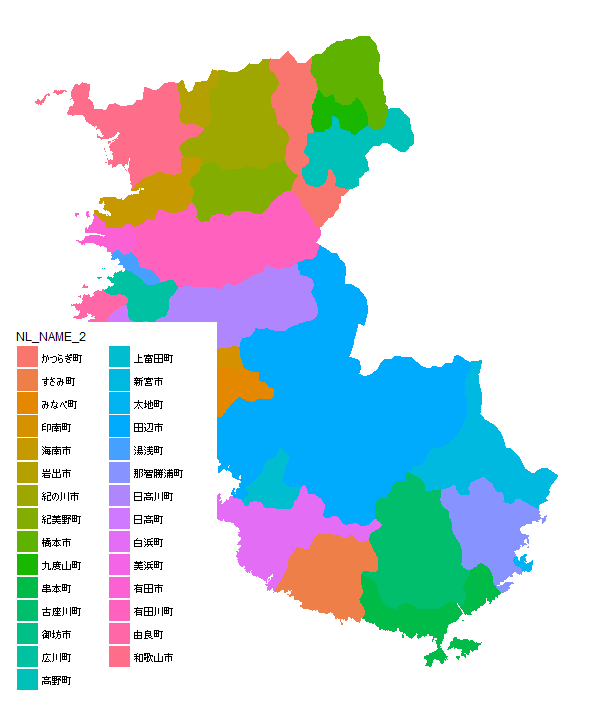 NL_NAME_2
かつらぎ町
すさみ町
みなべ町
印南町
海南市
岩出市
紀の川市
紀美野町
橋本市
九度山町
串本町
古座川町
御坊市
広川町
高野町
上富田町
新宮市
太地町
田辺市
湯浅町
那智勝浦町
日高川町
日高町
白浜町
美浜町
有田市
有田川町
由良町
和歌山市